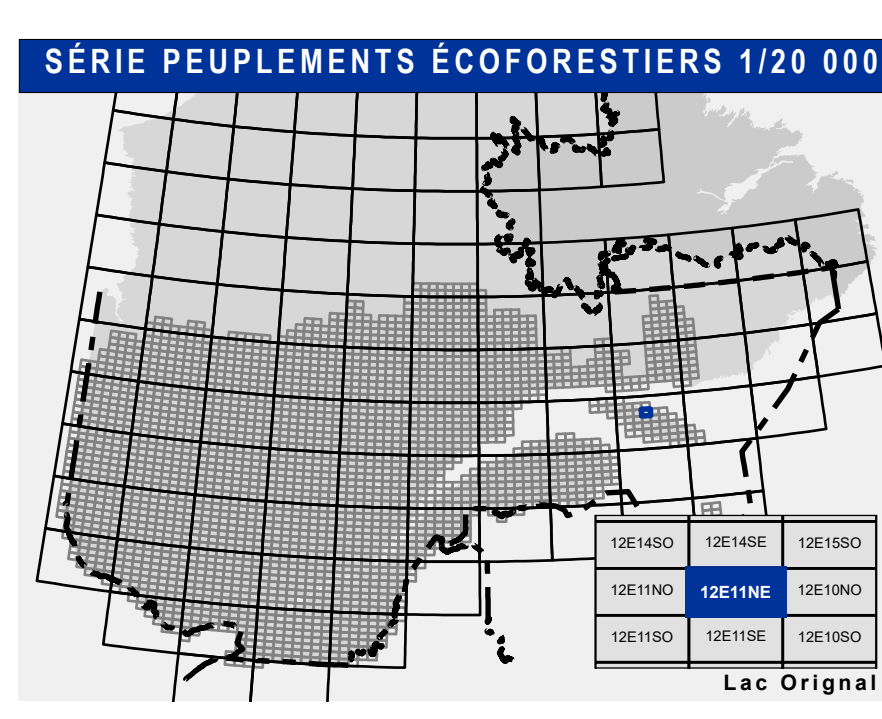 SÉRIE PEUPLEMENTS ÉCOFORESTIERS 1/20 000
12E14SO 12E14SE 12E15SO
12E11NO 12E11NE 12E10NO
12E11SO 12E11SE 12E10SO
Lac Orignal